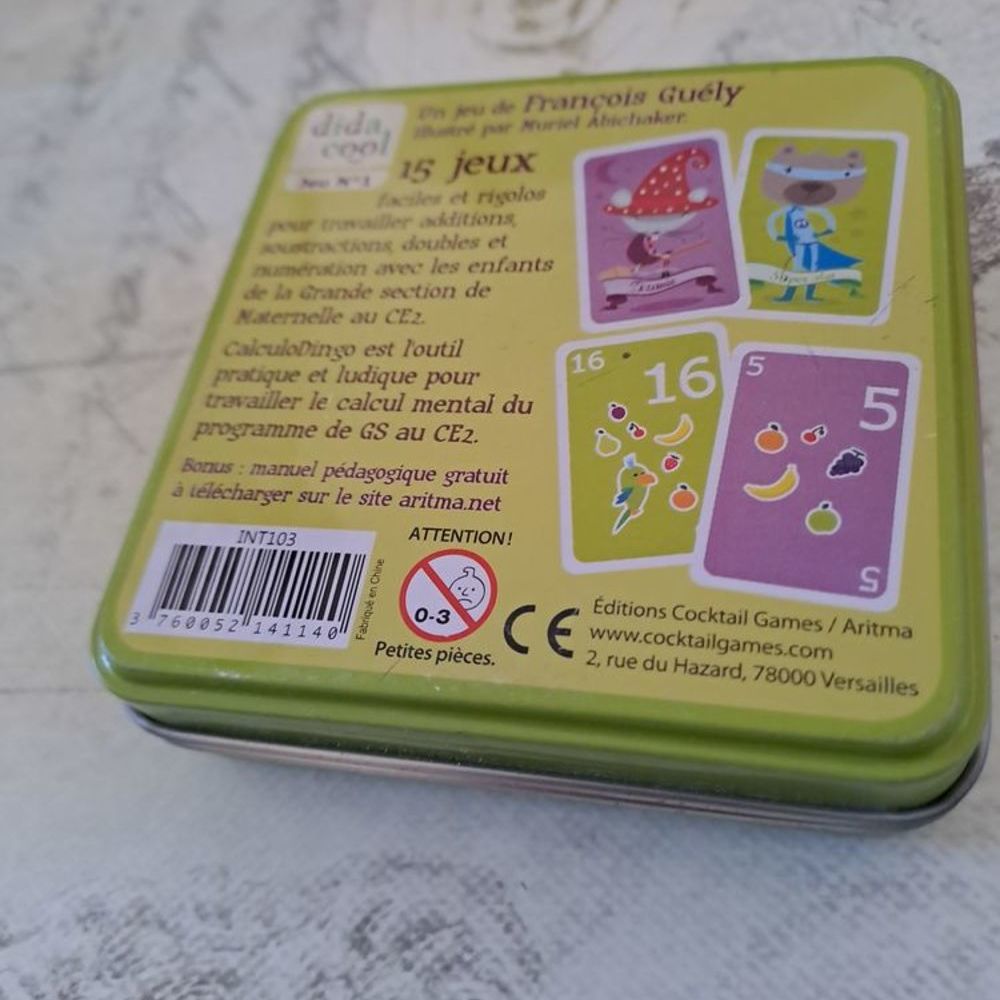 dida
cool
Jeu N°1
Un jeu de François Guély
illustré par Muriel Abichaker
15 jeux
faciles et rigolos
pour travailler additions,
soustractions, doubles et
numération avec les enfants
de la Grande section de
Maternelle au CE2.
CalculoDingo est l'outil
pratique et ludique pour
travailler le calcul mental du
programme de GS au CE2.
Bonus : manuel pédagogique gratuit
à télécharger sur le site aritma.net
16
16
5
5
5
INT103
3 760052 141140
Fabriqué en Chine
ATTENTION!
0-3
Petites pièces.
CE
Éditions Cocktail Games / Aritma
www.cocktailgames.com
2, rue du Hazard, 78000 Versailles